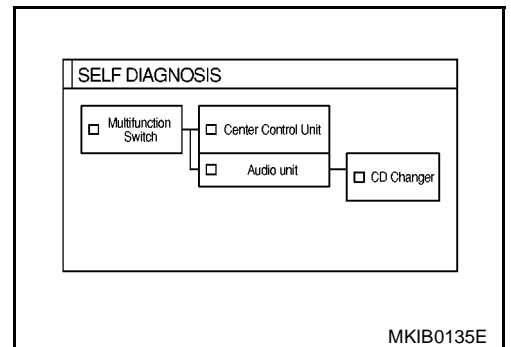 SELF DIAGNOSIS
Multifunction
Switch
Center Control Unit
Audio unit
CD Changer
MKIB0135E